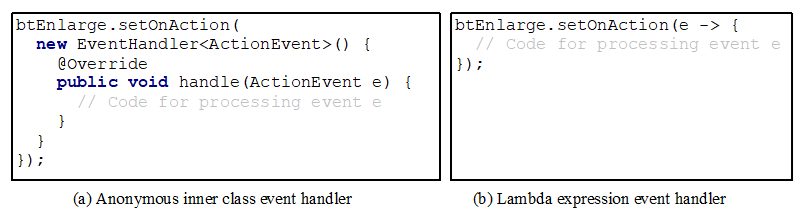 btEnlarge.setOnAction(
  new EventHandler<ActionEvent>() {
    @Override
    public void handle(ActionEvent e) {
      // Code for processing event e
    }
  }
});
(a) Anonymous inner class event handler
btEnlarge.setOnAction(e -> {
  // Code for processing event e
});
(b) Lambda expression event handler